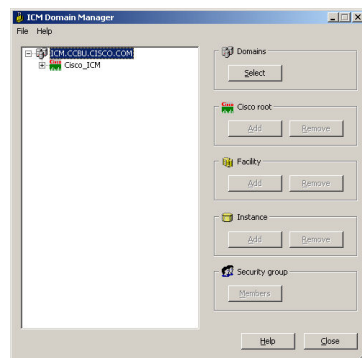 ICM Domain Manager
File Help
ICM.CCBU.CISCO.COM
Cisco_ICM
Domains
Select
Cisco root
Add Remove
Facility
Add Remove
Instance
Add Remove
Security group
Members
Help Close